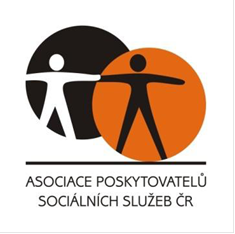 ASOCIACE POSKYTOVATELŮ
SOCIÁLNÍCH SLUŽEB ČR